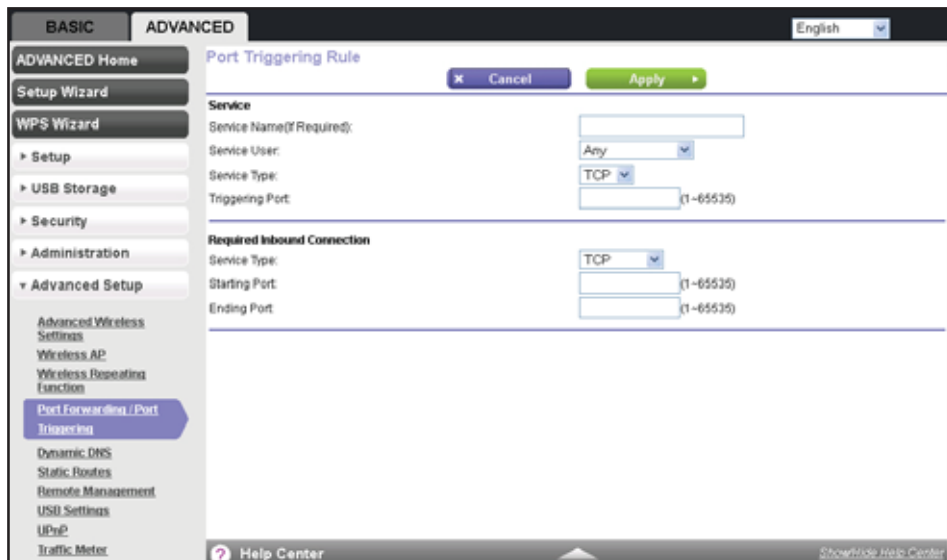 BASIC
ADVANCED
English
ADVANCED Home
Setup Wizard
WPS Wizard
Setup
USB Storage
Security
Administration
Advanced Setup
Advanced Wireless
Settings
Wireless AP
Wireless Repeating
Function
Port Forwarding / Port
Triggering
Dynamic DNS
Static Routes
Remote Management
USB Settings
UPnP
Traffic Meter
Port Triggering Rule
× Cancel
Apply
Service
Service Name(If Required):
Service User: Any
Service Type: TCP
Triggering Port: (1~65535)
Required Inbound Connection
Service Type: TCP
Starting Port: (1~65535)
Ending Port: (1~65535)
? Help Center
Show/Hide Help Center